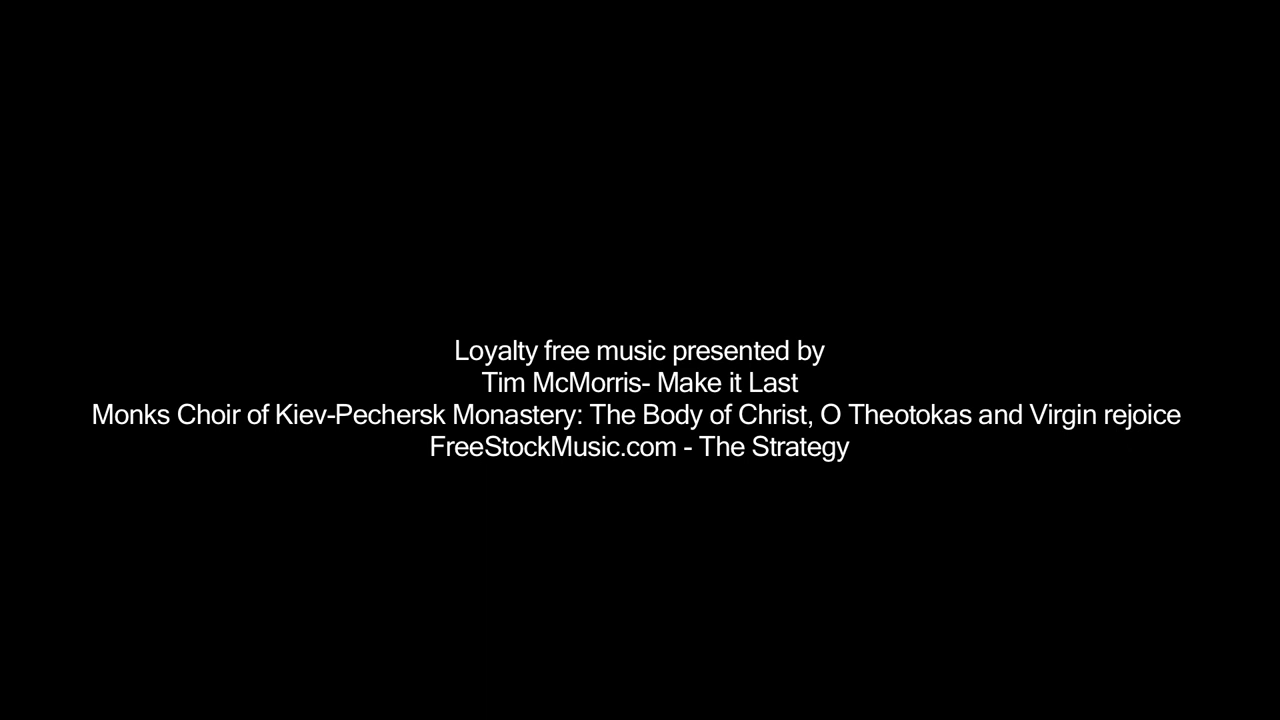 Loyalty free music presented by
Tim McMorris- Make it Last
Monks Choir of Kiev-Pechersk Monastery: The Body of Christ, O Theotokas and Virgin rejoice
FreeStockMusic.com - The Strategy